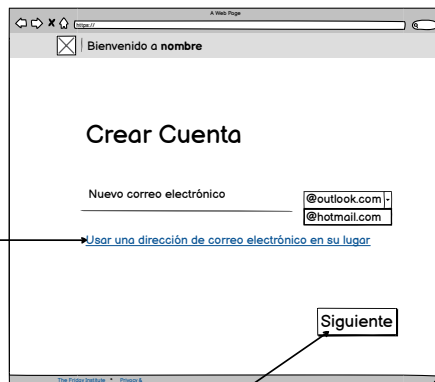 A Web Page
https://
Bienvenido a nombre
Crear Cuenta
Nuevo correo electrónico
@outlook.com
@hotmail.com
Usar una dirección de correo electrónico en su lugar
Siguiente
The Friday Institute * Privacy &